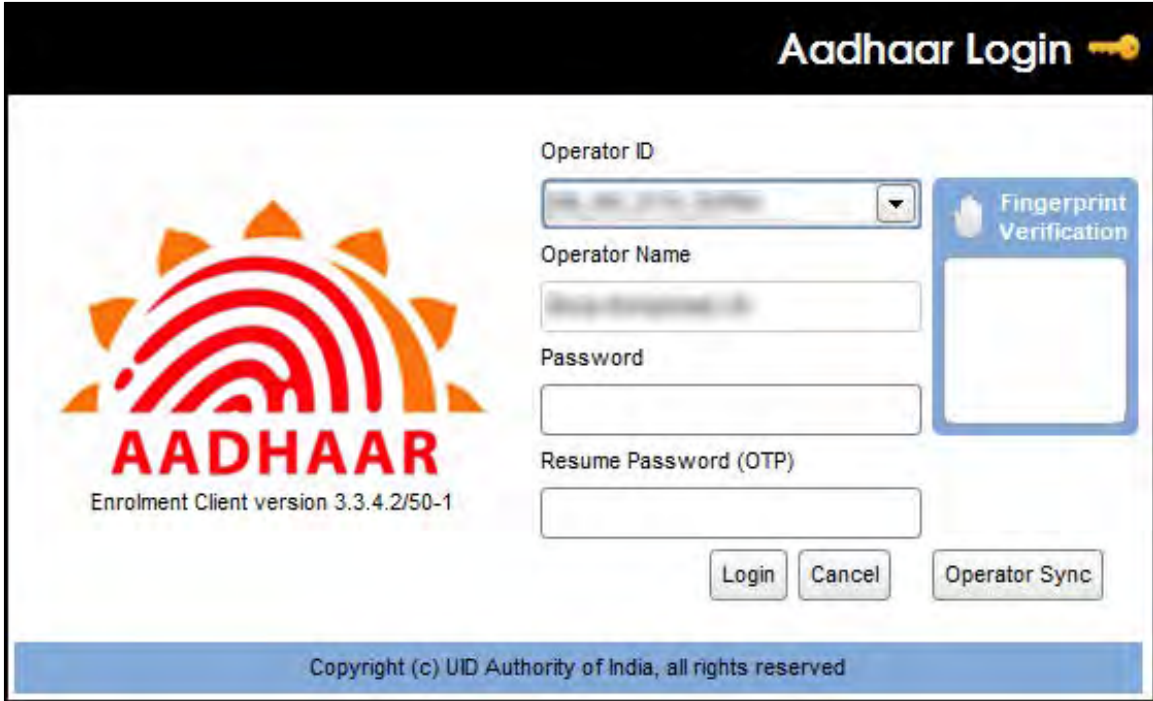 Aadhaar Login
Operator ID
Fingerprint
Verification
Operator Name
Password
AADHAAR
Resume Password (OTP)
Enrolment Client version 3.3.4.2/50-1
Login Cancel Operator Sync
Copyright (c) UID Authority of India, all rights reserved